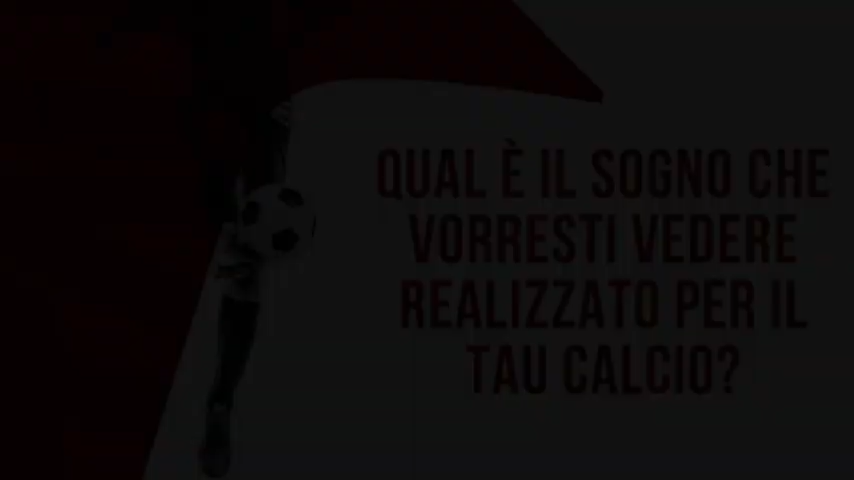 QUAL È IL SOGNO CHE
VORRESTI VEDERE
REALIZZATO PER IL
TAU CALCIO?